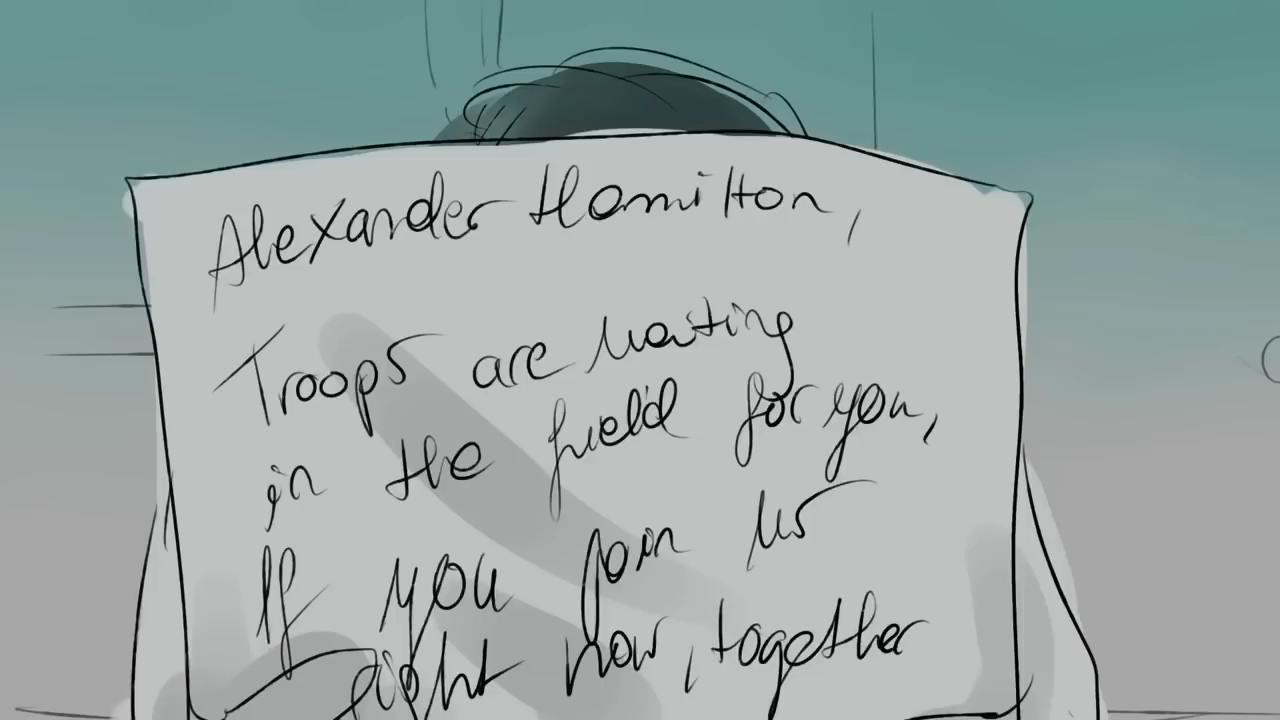 Alexander Hamilton,
Troops are waiting
in the field for you,
If you join us
right now, together